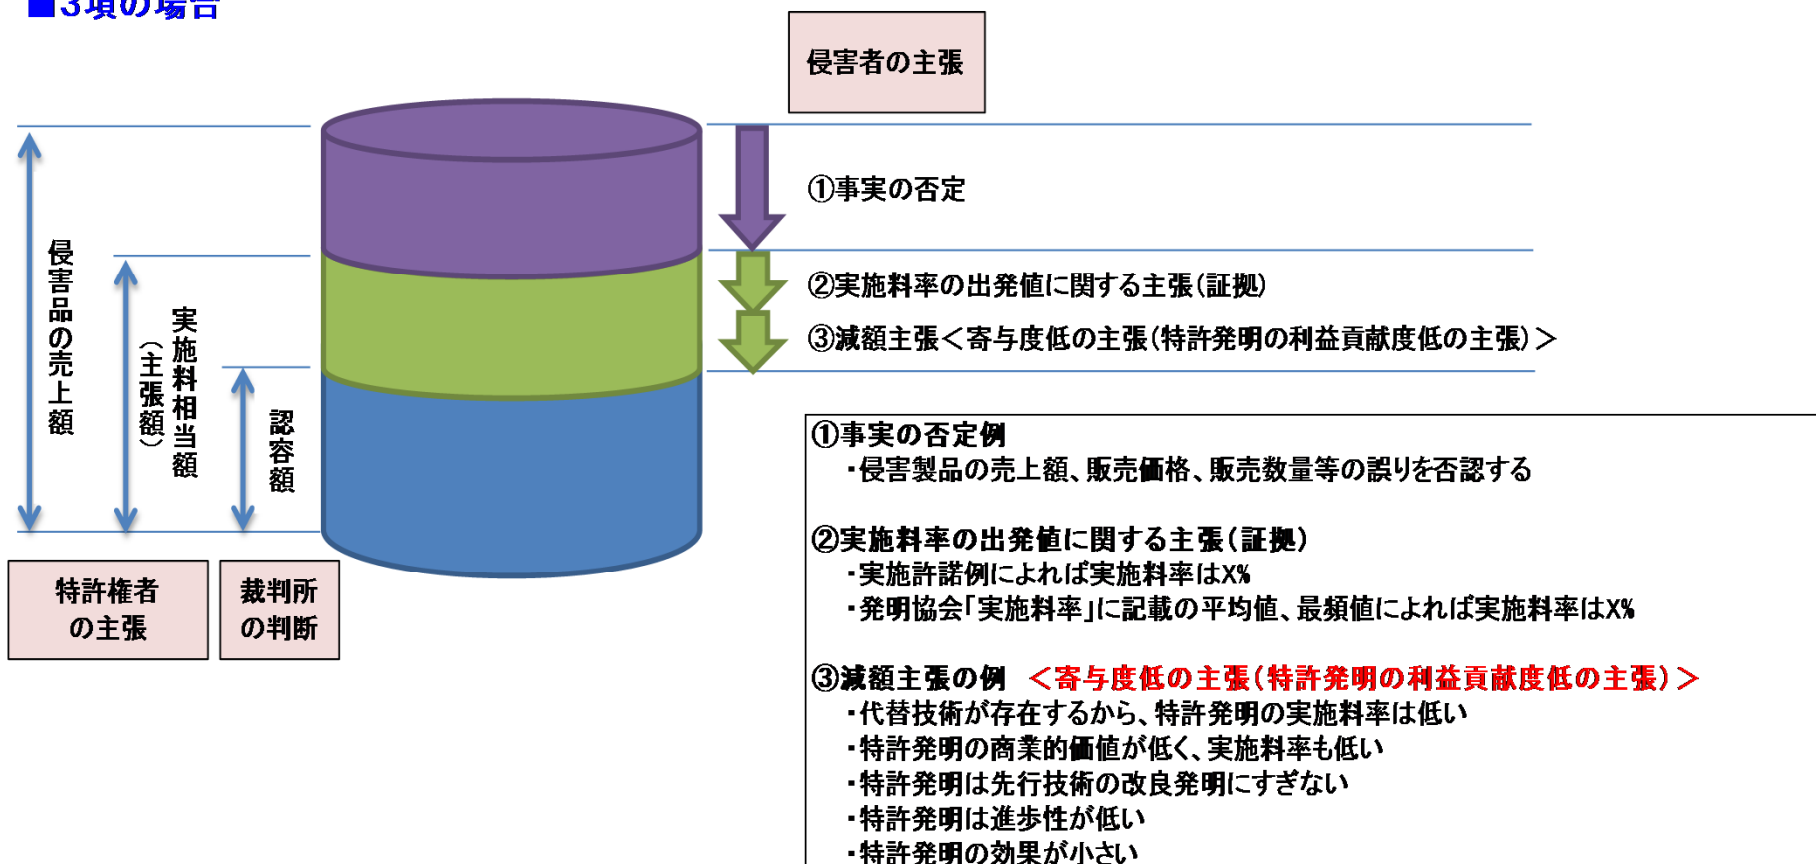 ■3項の場合
侵害者の主張
①事実の否定
②実施料率の出発値に関する主張(証拠)
③減額主張＜寄与度低の主張(特許発明の利益貢献度低の主張)＞
侵害品の売上額
実施料相当額
(主張額)
認容額
特許権者
の主張
裁判所
の判断
①事実の否定例
・侵害製品の売上額、販売価格、販売数量等の誤りを否認する
②実施料率の出発値に関する主張(証拠)
・実施許諾例によれば実施料率はX%
・発明協会「実施料率」に記載の平均値、最頻値によれば実施料率はX%
③減額主張の例 ＜寄与度低の主張(特許発明の利益貢献度低の主張)＞
・代替技術が存在するから、特許発明の実施料率は低い
・特許発明の商業的価値が低く、実施料率も低い
・特許発明は先行技術の改良発明にすぎない
・特許発明は進歩性が低い
・特許発明の効果が小さい